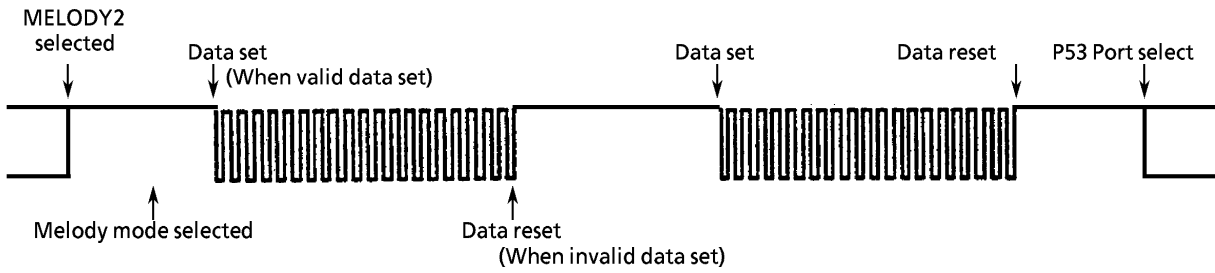 MELODY2
selected
Data set
(When valid data set)
Data set
Data reset
P53 Port select
Melody mode selected
Data reset
(When invalid data set)